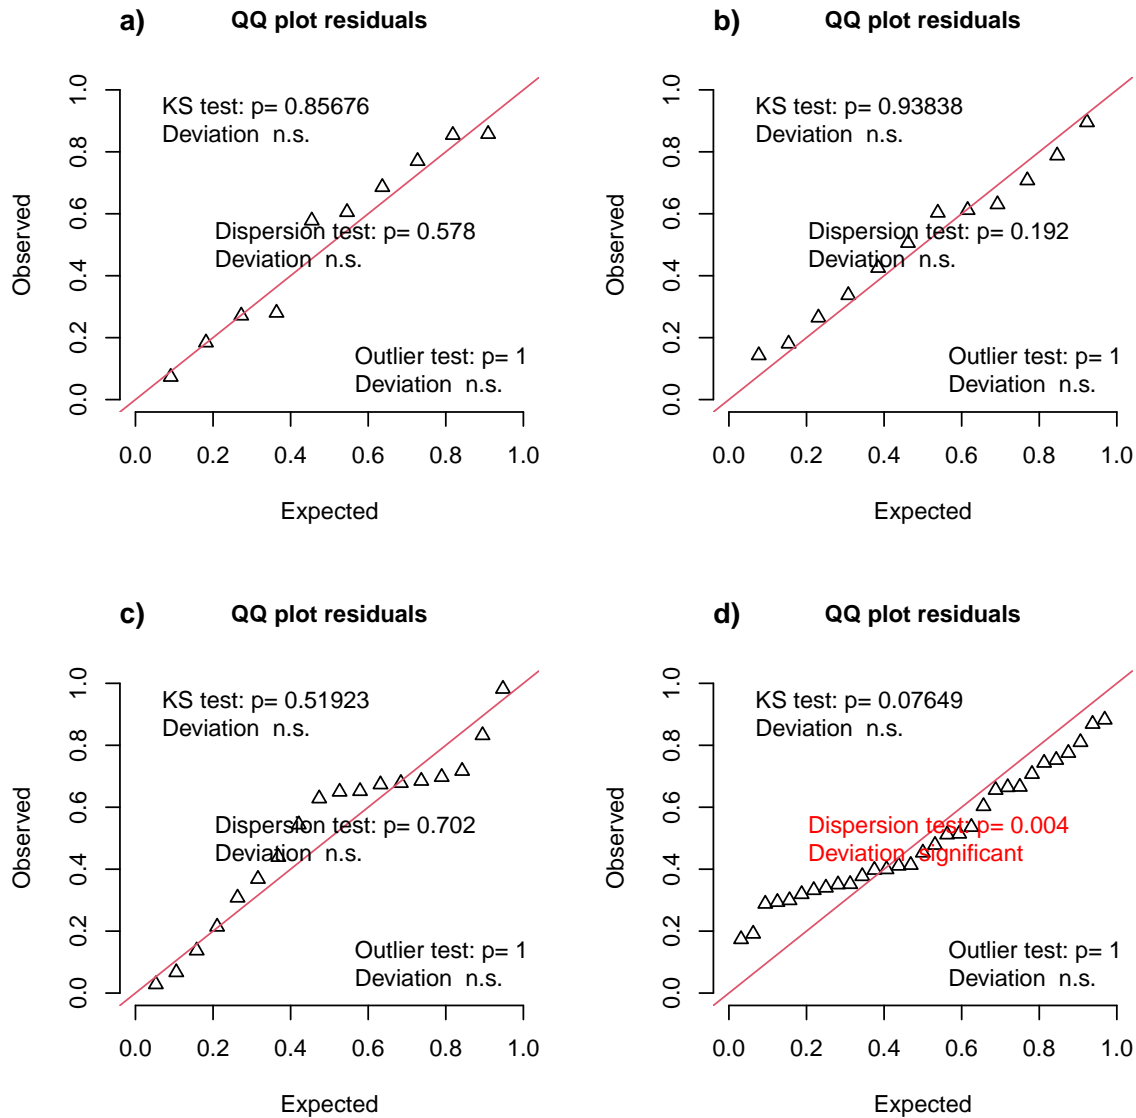 a)
QQ plot residuals
KS test: p= 0.85676
Deviation n.s.
Dispersion test: p= 0.578
Deviation n.s.
Outlier test: p= 1
Deviation n.s.
Observed
0.0 0.2 0.4 0.6 0.8 1.0
0.0 0.2 0.4 0.6 0.8 1.0
Expected
b)
QQ plot residuals
KS test: p= 0.93838
Deviation n.s.
Dispersion test: p= 0.192
Deviation n.s.
Outlier test: p= 1
Deviation n.s.
Observed
0.0 0.2 0.4 0.6 0.8 1.0
0.0 0.2 0.4 0.6 0.8 1.0
Expected
c)
QQ plot residuals
KS test: p= 0.51923
Deviation n.s.
Dispersion test: p= 0.702
Deviation n.s.
Outlier test: p= 1
Deviation n.s.
Observed
0.0 0.2 0.4 0.6 0.8 1.0
0.0 0.2 0.4 0.6 0.8 1.0
Expected
d)
QQ plot residuals
KS test: p= 0.07649
Deviation n.s.
Dispersion test: p= 0.004
Deviation significant
Outlier test: p= 1
Deviation n.s.
Observed
0.0 0.2 0.4 0.6 0.8 1.0
0.0 0.2 0.4 0.6 0.8 1.0
Expected